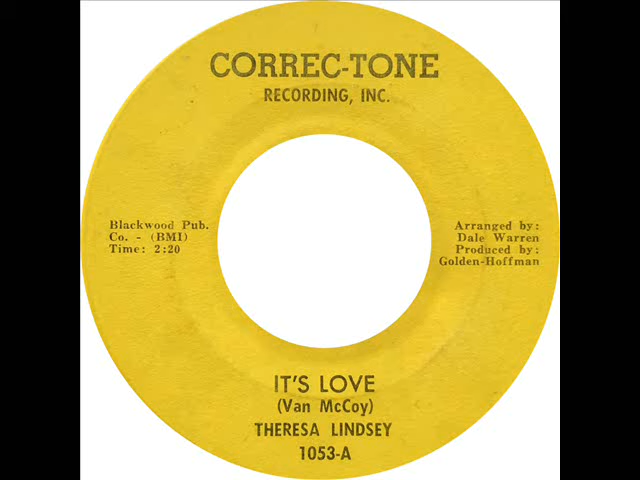 CORREC-TONE
RECORDING, INC.
Blackwood Pub.
Co. - (BMI)
Time: 2:20
Arranged by:
Dale Warren
Produced by:
Golden-Hoffman
IT'S LOVE
(Van McCoy)
THERESA LINDSEY
1053-A